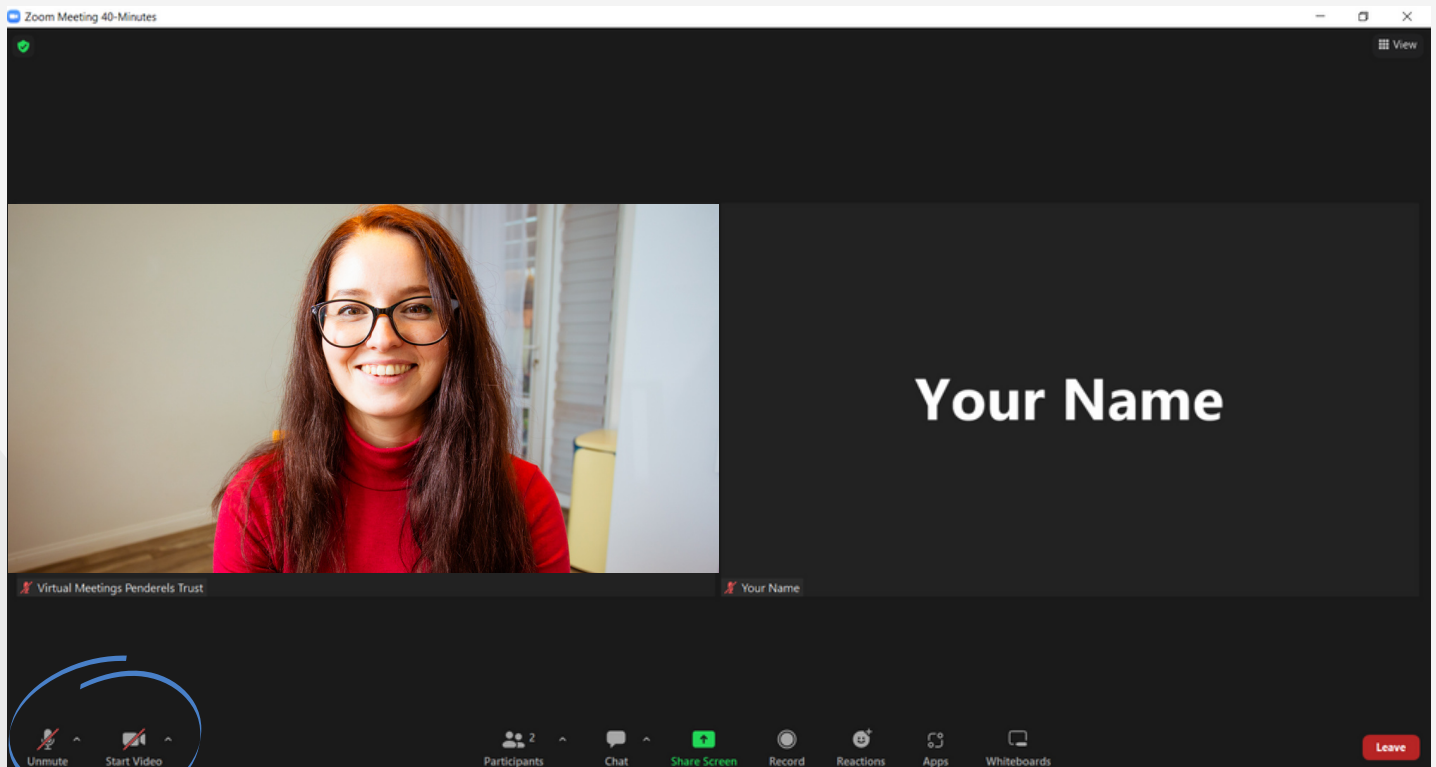 Zoom Meeting 40-Minutes
View
Your Name
Virtual Meetings Penderels Trust
Your Name
2
Unmute
Start Video
Participants
Chat
Share Screen
Record
Reactions
Apps
Whiteboards
Leave